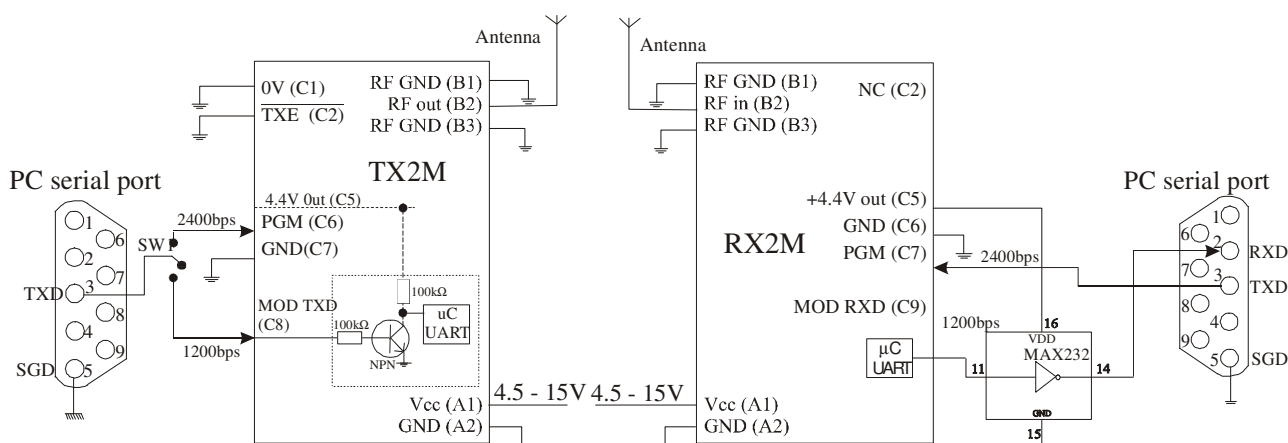 Antenna
Antenna
0V (C1)
TXE (C2)
RF GND (B1)
RF out (B2)
RF GND (B3)
TX2M
RF GND (B1)
RF in (B2)
RF GND (B3)
NC (C2)
RX2M
PC serial port
1
6
2
7
TXD 3
8
4
9
SGD 5
SW1
2400bps
1200bps
4.4V 0ut (C5)
PGM (C6)
GND(C7)
MOD TXD
(C8)
100kΩ
100kΩ
uC
UART
NPN
Vcc (A1)
GND (A2)
4.5 - 15V
4.5 - 15V
+4.4V out (C5)
GND (C6)
PGM (C7)
2400bps
MOD RXD (C9)
1200bps
µC
UART
Vcc (A1)
GND (A2)
16
VDD
MAX232
11
14
GND
15
PC serial port
1
6
2 RXD
7
3 TXD
8
4
9
5 SGD